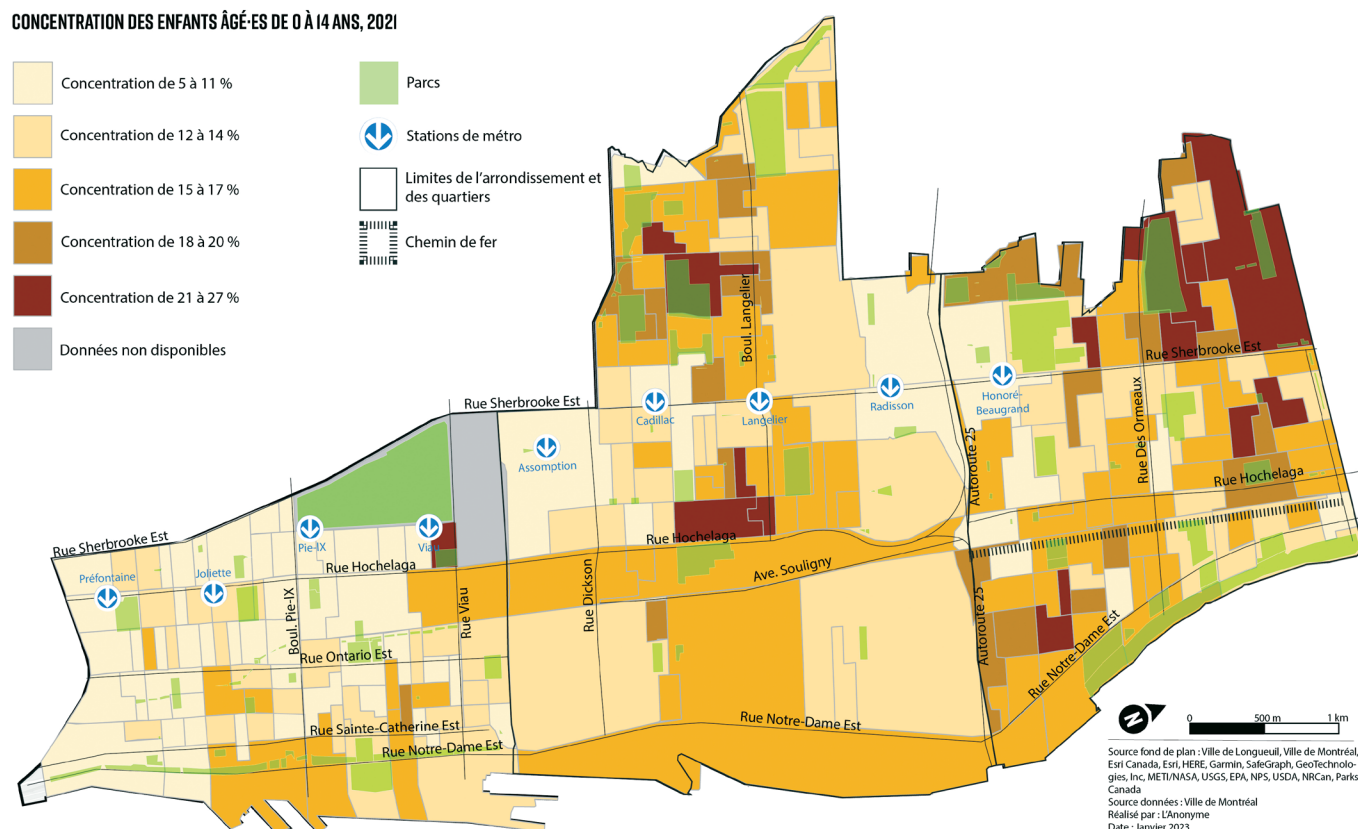 CONCENTRATION DES ENFANTS ÂGÉ·ES DE 0 À 14 ANS, 2021
Concentration de 5 à 11 %
Concentration de 12 à 14 %
Concentration de 15 à 17 %
Concentration de 18 à 20 %
Concentration de 21 à 27 %
Données non disponibles
Parcs
Stations de métro
Limites de l'arrondissement et
des quartiers
Chemin de fer
Boul. Langelier
Rue Sherbrooke Est
Rue Sherbrooke Est
Rue Sherbrooke Est
Cadillac
Langelier
Radisson
Honoré-
Beaugrand
Assomption
Pie-IX
Viau
Préfontaine
Joliette
Rue Des Ormeaux
Autoroute 25
Rue Hochelaga
Rue Hochelaga
Rue Hochelaga
Ave. Souligny
Boul. Pie-IX
Rue Viau
Rue Dickson
Autoroute 25
Rue Ontario Est
Rue Sainte-Catherine Est
Rue Notre-Dame Est
Rue Notre-Dame Est
Rue Notre-Dame Est
N
0 500 m 1 km
Source fond de plan : Ville de Longueuil, Ville de Montréal,
Esri Canada, Esri, HERE, Garmin, SafeGraph, GeoTechnolo-
gies, Inc, METI/NASA, USGS, EPA, NPS, USDA, NRCan, Parks
Canada
Source données : Ville de Montréal
Réalisé par : L'Anonyme
Date : Janvier 2023